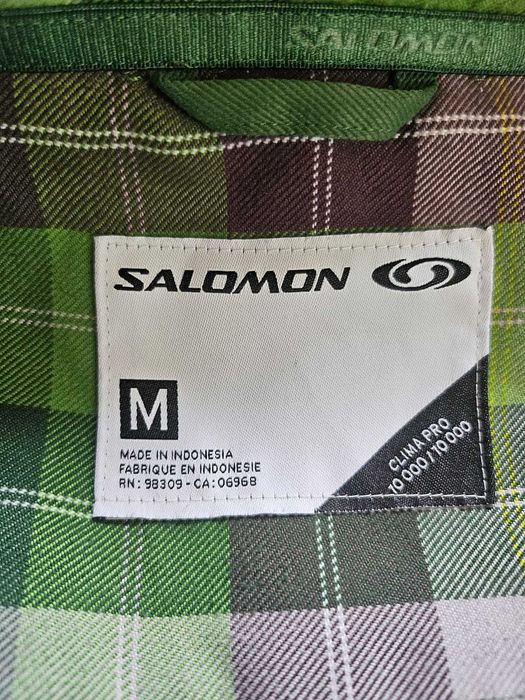 SALOMON
SALOMON
M
MADE IN INDONESIA
FABRIQUE EN INDONESIE
RN: 98309 - CA: 06968
CLIMA PRO
10 000 / 10 000